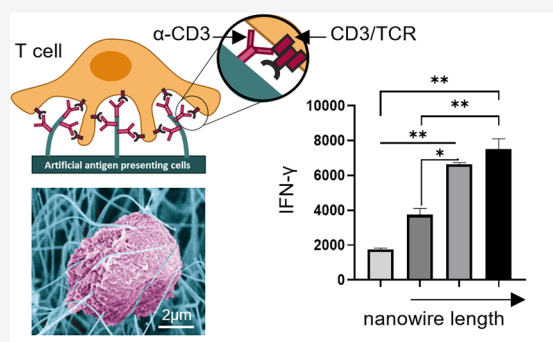 α-CD3
CD3/TCR
T cell
Artificial antigen presenting cells
2μm
**
**
**
*
10000
8000
6000
4000
2000
0
IFN-γ
nanowire length